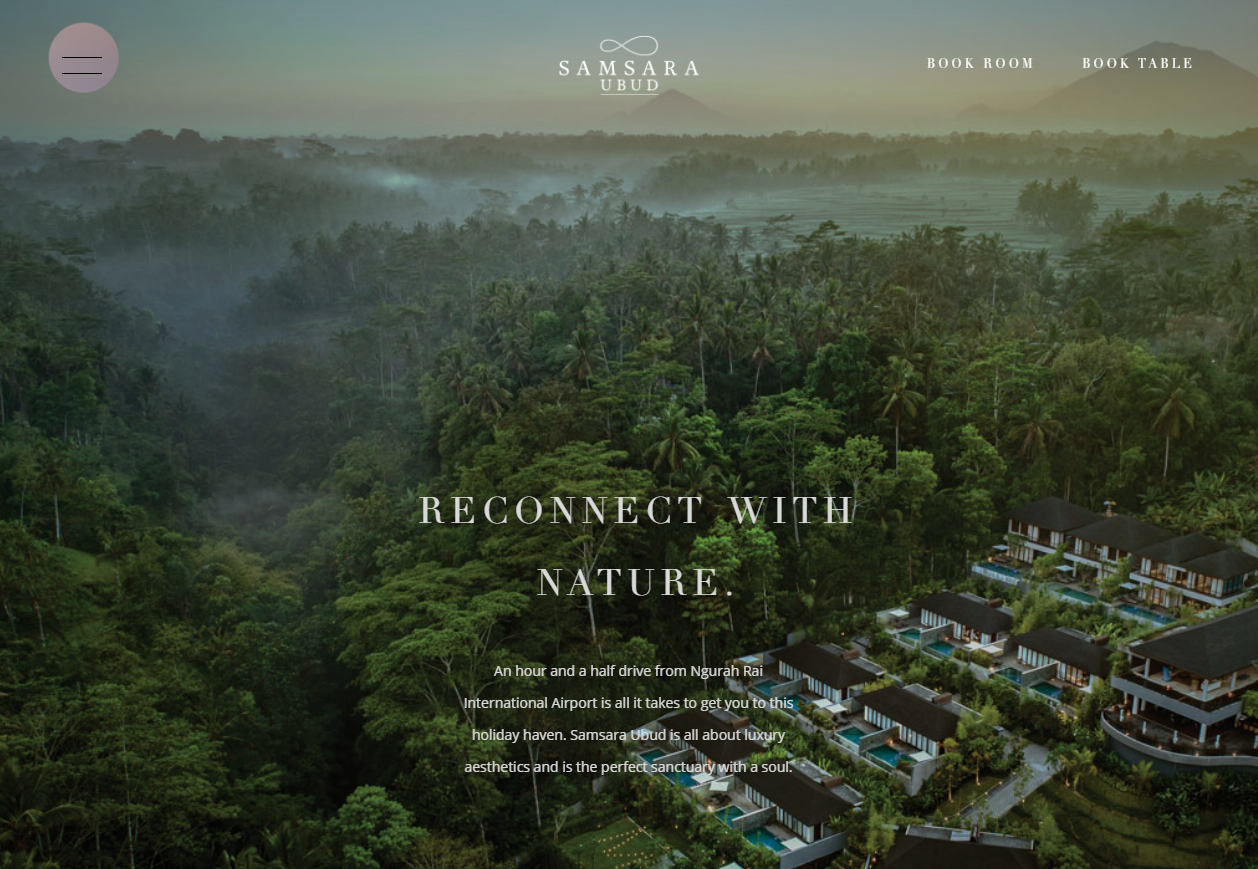 SAMSARA
UBUD
BOOK ROOM
BOOK TABLE
RECONNECT WITH
NATURE.
An hour and a half drive from Ngurah Rai
International Airport is all it takes to get you to this
holiday haven. Samsara Ubud is all about luxury
aesthetics and is the perfect sanctuary with a soul.